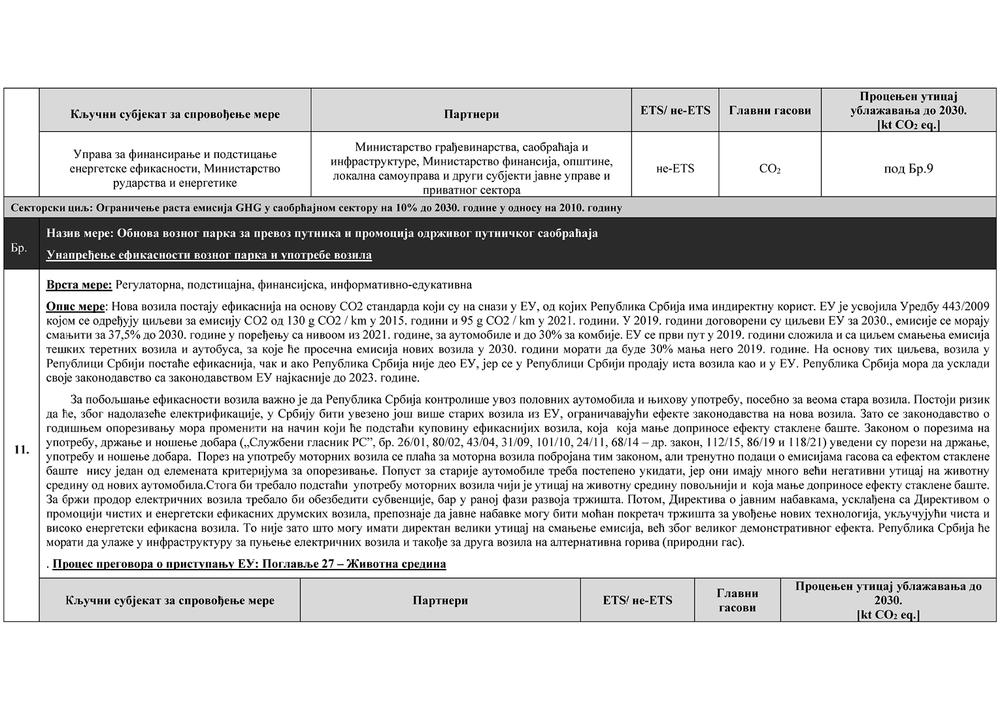 Кључни субјекат за спровођење мере
Партнери
ETS/ не-ETS
Главни гасови
Процењен утицај
ублажавања до 2030.
[kt CO₂ eq.]
Управа за финансирање и подстицање
енергетске ефикасности, Министарство
рударства и енергетике
Министарство грађевинарства, саобраћаја и
инфраструктуре, Министарство финансија, општине,
локална самоуправа и други субјекти јавне управе и
приватног сектора
не-ETS
CO₂
под Бр.9
Секторски циљ: Ограничење раста емисија GHG у саобрћајном сектору на 10% до 2030. године у односу на 2010. годину
Бр.
Назив мере: Обнова возног парка за превоз путника и промоција одрживог путничког саобраћаја
Унапређење ефикасности возног парка и употребе возила
11.
Врста мере: Регулаторна, подстицајна, финансијска, информативно-едукативна
Опис мере: Нова возила постају ефикаснија на основу CO2 стандарда који су на снази у ЕУ, од којих Република Србија има индиректну корист. ЕУ је усвојила Уредбу 443/2009
којом се одређују циљеви за емисију CO2 од 130 g CO2 / km у 2015. години и 95 g CO2 / km у 2021. години. У 2019. години договорени су циљеви ЕУ за 2030., емисије се морају
смањити за 37,5% до 2030. године у поређењу са нивоом из 2021. године, за аутомобиле и до 30% за комбије. ЕУ се први пут у 2019. години сложила и са циљем смањења емисија
тешких теретних возила и аутобуса, за које ће просечна емисија нових возила у 2030. години морати да буде 30% мања него 2019. године. На основу тих циљева, возила у
Републици Србији постаће ефикаснија, чак и ако Република Србија није део ЕУ, јер се у Републици Србији продају иста возила као и у ЕУ. Република Србија мора да усклади
своје законодавство са законодавством ЕУ најкасније до 2023. године.
За побољшање ефикасности возила важно је да Република Србија контролише увоз половних аутомобила и њихову употребу, посебно за веома стара возила. Постоји ризик
да ће, због надолазеће електрификације, у Србију бити увезено још више старих возила из ЕУ, ограничавајући ефекте законодавства на нова возила. Зато се законодавство о
годишњем опорезивању мора променити на начин који ће подстаћи куповину ефикаснијих возила, која  која мање доприносе ефекту стаклене баште. Законом о порезима на
употребу, држање и ношење добара („Службени гласник РС”, бр. 26/01, 80/02, 43/04, 31/09, 101/10, 24/11, 68/14 – др. закон, 112/15, 86/19 и 118/21) уведени су порези на држање,
употребу и ношење добара.  Порез на употребу моторних возила се плаћа за моторна возила побројана тим законом, али тренутно подаци о емисијама гасова са ефектом стаклене
баште  нису један од елемената критеријума за опорезивање. Попуст за старије аутомобиле треба постепено укидати, јер они имају много већи негативни утицај на животну
средину од нових аутомобила.Стога би требало подстаћи  употребу моторних возила чији је утицај на животну средину повољнији и  која мање доприносе ефекту стаклене баште.
За бржи продор електричних возила требало би обезбедити субвенције, бар у раној фази развоја тржишта. Потом, Директива о јавним набавкама, усклађена са Директивом о
промоцији чистих и енергетски ефикасних друмских возила, препознаје да јавне набавке могу бити моћан покретач тржишта за увођење нових технологија, укључујући чиста и
високо енергетски ефикасна возила. То није зато што могу имати директан велики утицај на смањење емисија, већ због великог демонстративног ефекта. Република Србија ће
морати да улаже у инфраструктуру за пуњење електричних возила и такође за друга возила на алтернативна горива (природни гас).
. Процес преговора о приступању ЕУ: Поглавље 27 – Животна средина
Кључни субјекат за спровођење мере
Партнери
ETS/ не-ETS
Главни
гасови
Процењен утицај ублажавања до
2030.
[kt CO₂ eq.]